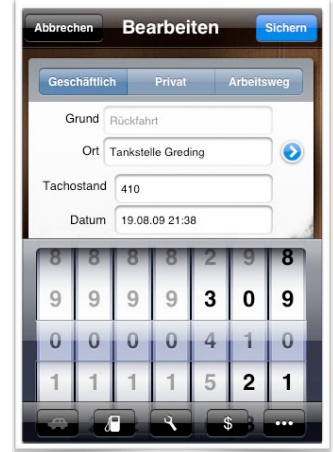 Abbrechen Bearbeiten Sichern
Geschäftlich Privat Arbeitsweg
Grund Rückfahrt
Ort Tankstelle Greding
Tachostand 410
Datum 19.08.09 21:38
8 8 8 8 2 9 8
9 9 9 9 3 0 9
0 0 0 0 4 1 0
1 1 1 1 5 2 1
$